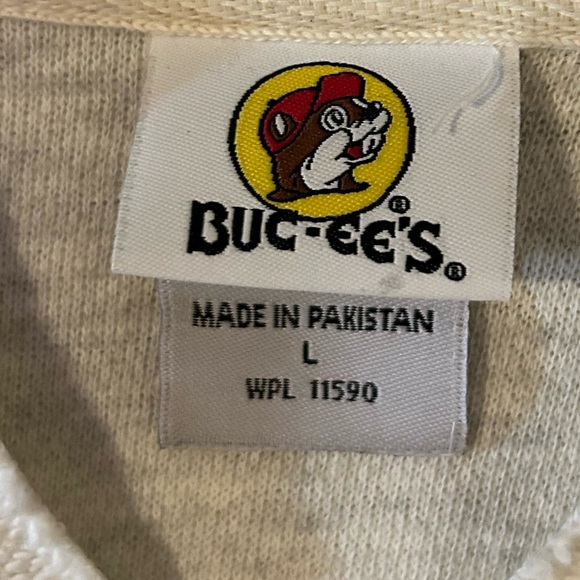 BUC-EE'S®
®
MADE IN PAKISTAN
L
WPL 11590